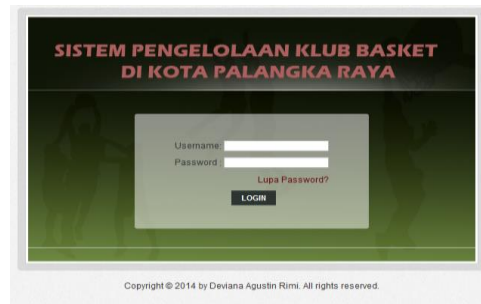 SISTEM PENGELOLAAN KLUB BASKET
DI KOTA PALANGKA RAYA
Username:
Password :
Lupa Password?
LOGIN
Copyright © 2014 by Deviana Agustin Rimi. All rights reserved.